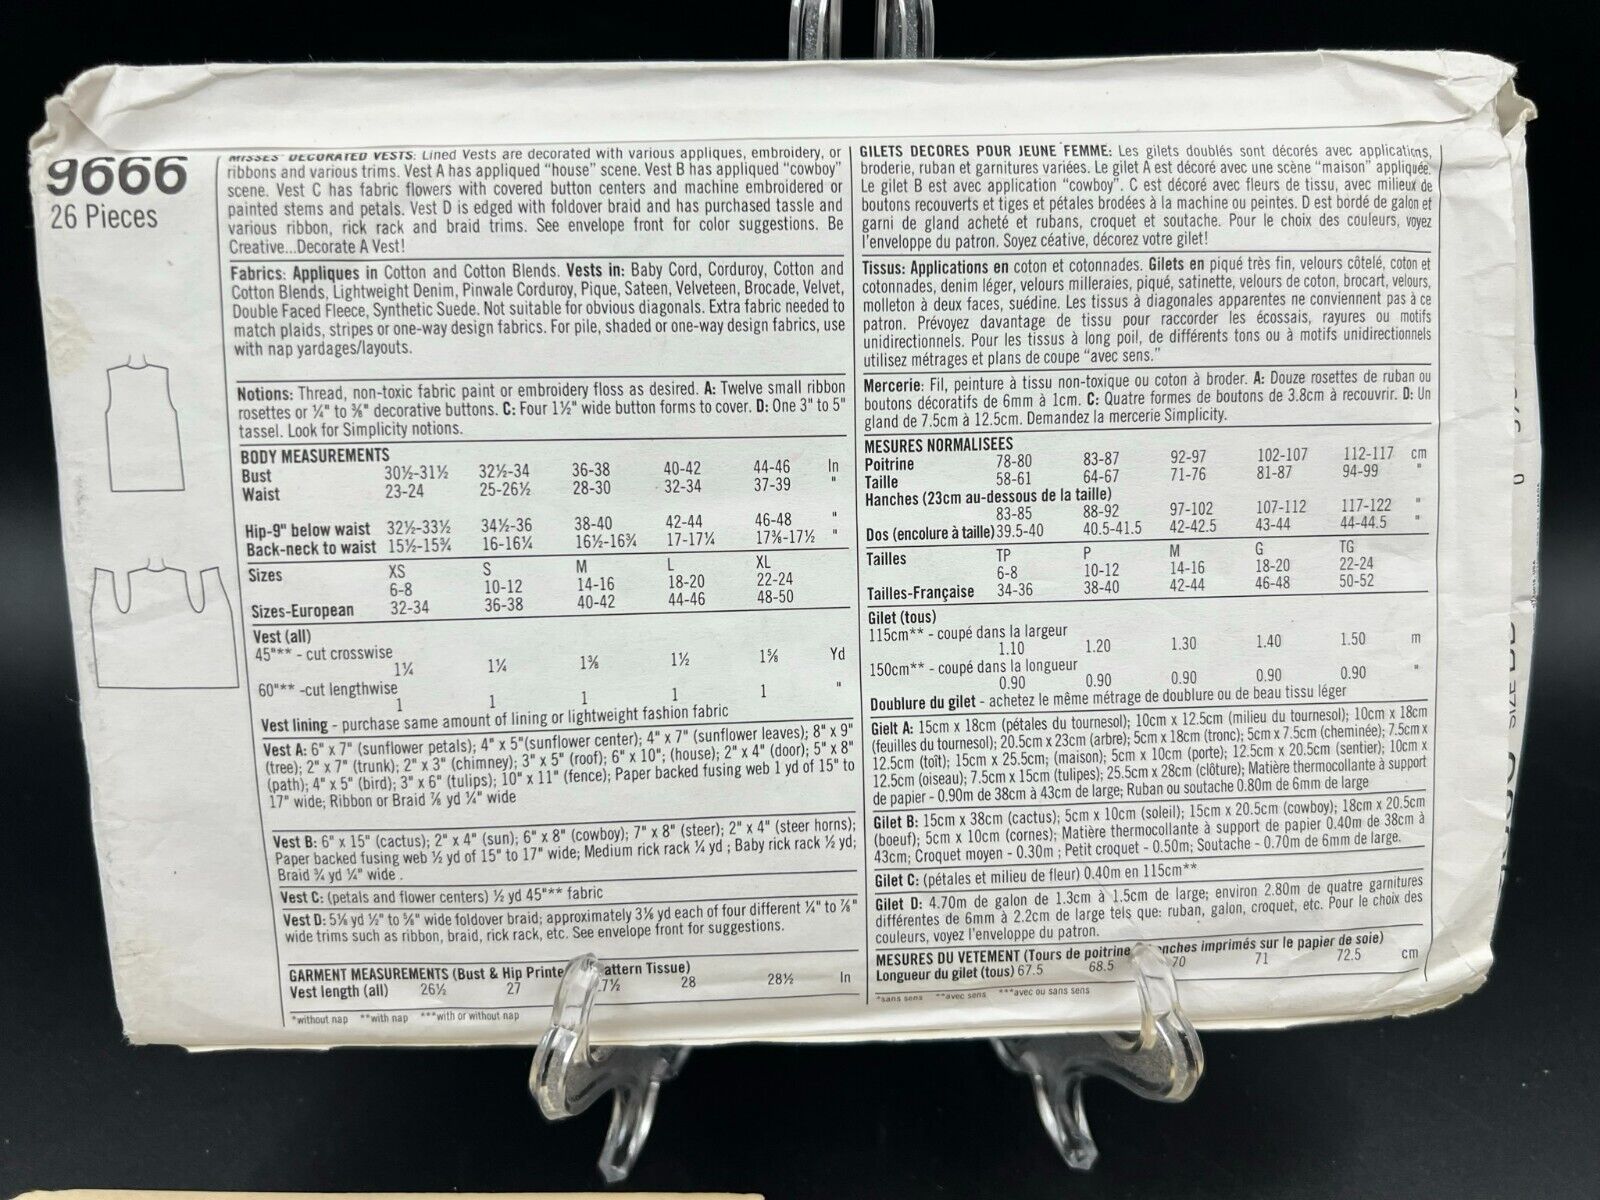 9666
26 Pieces
MISSES' DECORATED VESTS: Lined Vests are decorated with various appliques, embroidery, or
ribbons and various trims. Vest A has appliqued "house" scene. Vest B has appliqued "cowboy"
scene. Vest C has fabric flowers with covered button centers and machine embroidered or
painted stems and petals. Vest D is edged with foldover braid and has purchased tassle and
various ribbon, rick rack and braid trims. See envelope front for color suggestions. Be
Creative...Decorate A Vest!
Fabrics: Appliques in Cotton and Cotton Blends. Vests in: Baby Cord, Corduroy, Cotton and
Cotton Blends, Lightweight Denim, Pinwale Corduroy, Pique, Sateen, Velveteen, Brocade, Velvet,
Double Faced Fleece, Synthetic Suede. Not suitable for obvious diagonals. Extra fabric needed to
match plaids, stripes or one-way design fabrics. For pile, shaded or one-way design fabrics, use
with nap yardages/layouts.
Notions: Thread, non-toxic fabric paint or embroidery floss as desired. A: Twelve small ribbon
rosettes or ¼" to ⅜" decorative buttons. C: Four 1½" wide button forms to cover. D: One 3" to 5"
tassel. Look for Simplicity notions.
BODY MEASUREMENTS
Bust 30½-31½ 32½-34 36-38 40-42 44-46 In
Waist 23-24 25-26½ 28-30 32-34 37-39 "
Hip-9" below waist 32½-33½ 34½-36 38-40 42-44 46-48 "
Back-neck to waist 15½-15¾ 16-16¼ 16½-16¾ 17-17¼ 17⅜-17½ "
Sizes XS S M L XL
6-8 10-12 14-16 18-20 22-24
Sizes-European 32-34 36-38 40-42 44-46 48-50
Vest (all)
45"** - cut crosswise
1¼ 1¼ 1⅜ 1½ 1⅝ Yd
60"** -cut lengthwise
1 1 1 1 1 "
Vest lining - purchase same amount of lining or lightweight fashion fabric
Vest A: 6" x 7" (sunflower petals); 4" x 5"(sunflower center); 4" x 7" (sunflower leaves); 8" x 9"
(tree); 2" x 7" (trunk); 2" x 3" (chimney); 3" x 5" (roof); 6" x 10"; (house); 2" x 4" (door); 5" x 8"
(path); 4" x 5" (bird); 3" x 6" (tulips); 10" x 11" (fence); Paper backed fusing web 1 yd of 15" to
17" wide; Ribbon or Braid ⅞ yd ¼" wide
Vest B: 6" x 15" (cactus); 2" x 4" (sun); 6" x 8" (cowboy); 7" x 8" (steer); 2" x 4" (steer horns);
Paper backed fusing web ½ yd of 15" to 17" wide; Medium rick rack ¼ yd ; Baby rick rack ½ yd;
Braid ¾ yd ¼" wide .
Vest C: (petals and flower centers) ½ yd 45"** fabric
Vest D: 5⅛ yd ½" to ⅝" wide foldover braid; approximately 3⅛ yd each of four different ¼" to ⅞"
wide trims such as ribbon, braid, rick rack, etc. See envelope front for suggestions.
GARMENT MEASUREMENTS (Bust & Hip Printe attern Tissue)
Vest length (all) 26½ 27 7½ 28 28½ In
*without nap **with nap ***with or without nap
GILETS DECORES POUR JEUNE FEMME: Les gilets doublés sont décorés avec applications,
broderie, ruban et garnitures variées. Le gilet A est décoré avec une scène "maison" appliquée.
Le gilet B est avec application "cowboy". C est décoré avec fleurs de tissu, avec milieux de
boutons recouverts et tiges et pétales brodées à la machine ou peintes. D est bordé de galon et
garni de gland acheté et rubans, croquet et soutache. Pour le choix des couleurs, voyez
l'enveloppe du patron. Soyez céative, décorez votre gilet!
Tissus: Applications en coton et cotonnades. Gilets en piqué très fin, velours côtelé, coton et
cotonnades, denim léger, velours milleraies, piqué, satinette, velours de coton, brocart, velours,
molleton à deux faces, suédine. Les tissus à diagonales apparentes ne conviennent pas à ce
patron. Prévoyez davantage de tissu pour raccorder les écossais, rayures ou motifs
unidirectionnels. Pour les tissus à long poil, de différents tons ou à motifs unidirectionnels
utilisez métrages et plans de coupe "avec sens."
Mercerie: Fil, peinture à tissu non-toxique ou coton à broder. A: Douze rosettes de ruban ou
boutons décoratifs de 6mm à 1cm. C: Quatre formes de boutons de 3.8cm à recouvrir. D: Un
gland de 7.5cm à 12.5cm. Demandez la mercerie Simplicity.
MESURES NORMALISEES
Poitrine 78-80 83-87 92-97 102-107 112-117 cm
Taille 58-61 64-67 71-76 81-87 94-99 "
Hanches (23cm au-dessous de la taille)
83-85 88-92 97-102 107-112 117-122 "
Dos (encolure à taille) 39.5-40 40.5-41.5 42-42.5 43-44 44-44.5 "
Tailles TP P M G TG
6-8 10-12 14-16 18-20 22-24
Tailles-Française 34-36 38-40 42-44 46-48 50-52
Gilet (tous)
115cm** - coupé dans la largeur
1.10 1.20 1.30 1.40 1.50 m
150cm** - coupé dans la longueur
0.90 0.90 0.90 0.90 0.90 "
Doublure du gilet - achetez le même métrage de doublure ou de beau tissu léger
Gielt A: 15cm x 18cm (pétales du tournesol); 10cm x 12.5cm (milieu du tournesol); 10cm x 18cm
(feuilles du tournesol); 20.5cm x 23cm (arbre); 5cm x 18cm (tronc); 5cm x 7.5cm (cheminée); 7.5cm x
12.5cm (toît); 15cm x 25.5cm; (maison); 5cm x 10cm (porte); 12.5cm x 20.5cm (sentier); 10cm x
12.5cm (oiseau); 7.5cm x 15cm (tulipes); 25.5cm x 28cm (clôture); Matière thermocollante à support
de papier - 0.90m de 38cm à 43cm de large; Ruban ou soutache 0.80m de 6mm de large
Gilet B: 15cm x 38cm (cactus); 5cm x 10cm (soleil); 15cm x 20.5cm (cowboy); 18cm x 20.5cm
(boeuf); 5cm x 10cm (cornes); Matière thermocollante à support de papier 0.40m de 38cm à
43cm; Croquet moyen - 0.30m ; Petit croquet - 0.50m; Soutache - 0.70m de 6mm de large.
Gilet C: (pétales et milieu de fleur) 0.40m en 115cm**
Gilet D: 4.70m de galon de 1.3cm à 1.5cm de large; environ 2.80m de quatre garnitures
différentes de 6mm à 2.2cm de large tels que: ruban, galon, croquet, etc. Pour le choix des
couleurs, voyez l'enveloppe du patron.
MESURES DU VETEMENT (Tours de poitrine anches imprimés sur le papier de soie)
Longueur du gilet (tous) 67.5 68.5 70 71 72.5 cm
*sans sens **avec sens ***avec ou sans sens